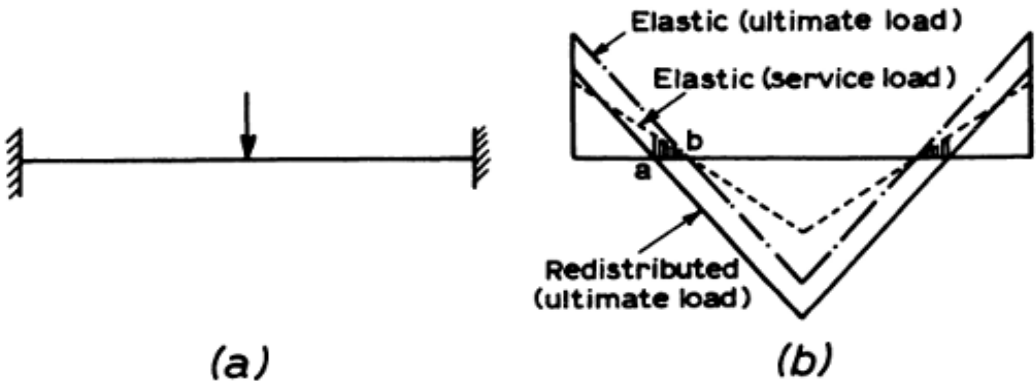 Elastic (ultimate load)
Elastic (service load)
b
a
Redistributed
(ultimate load)
(a)
(b)